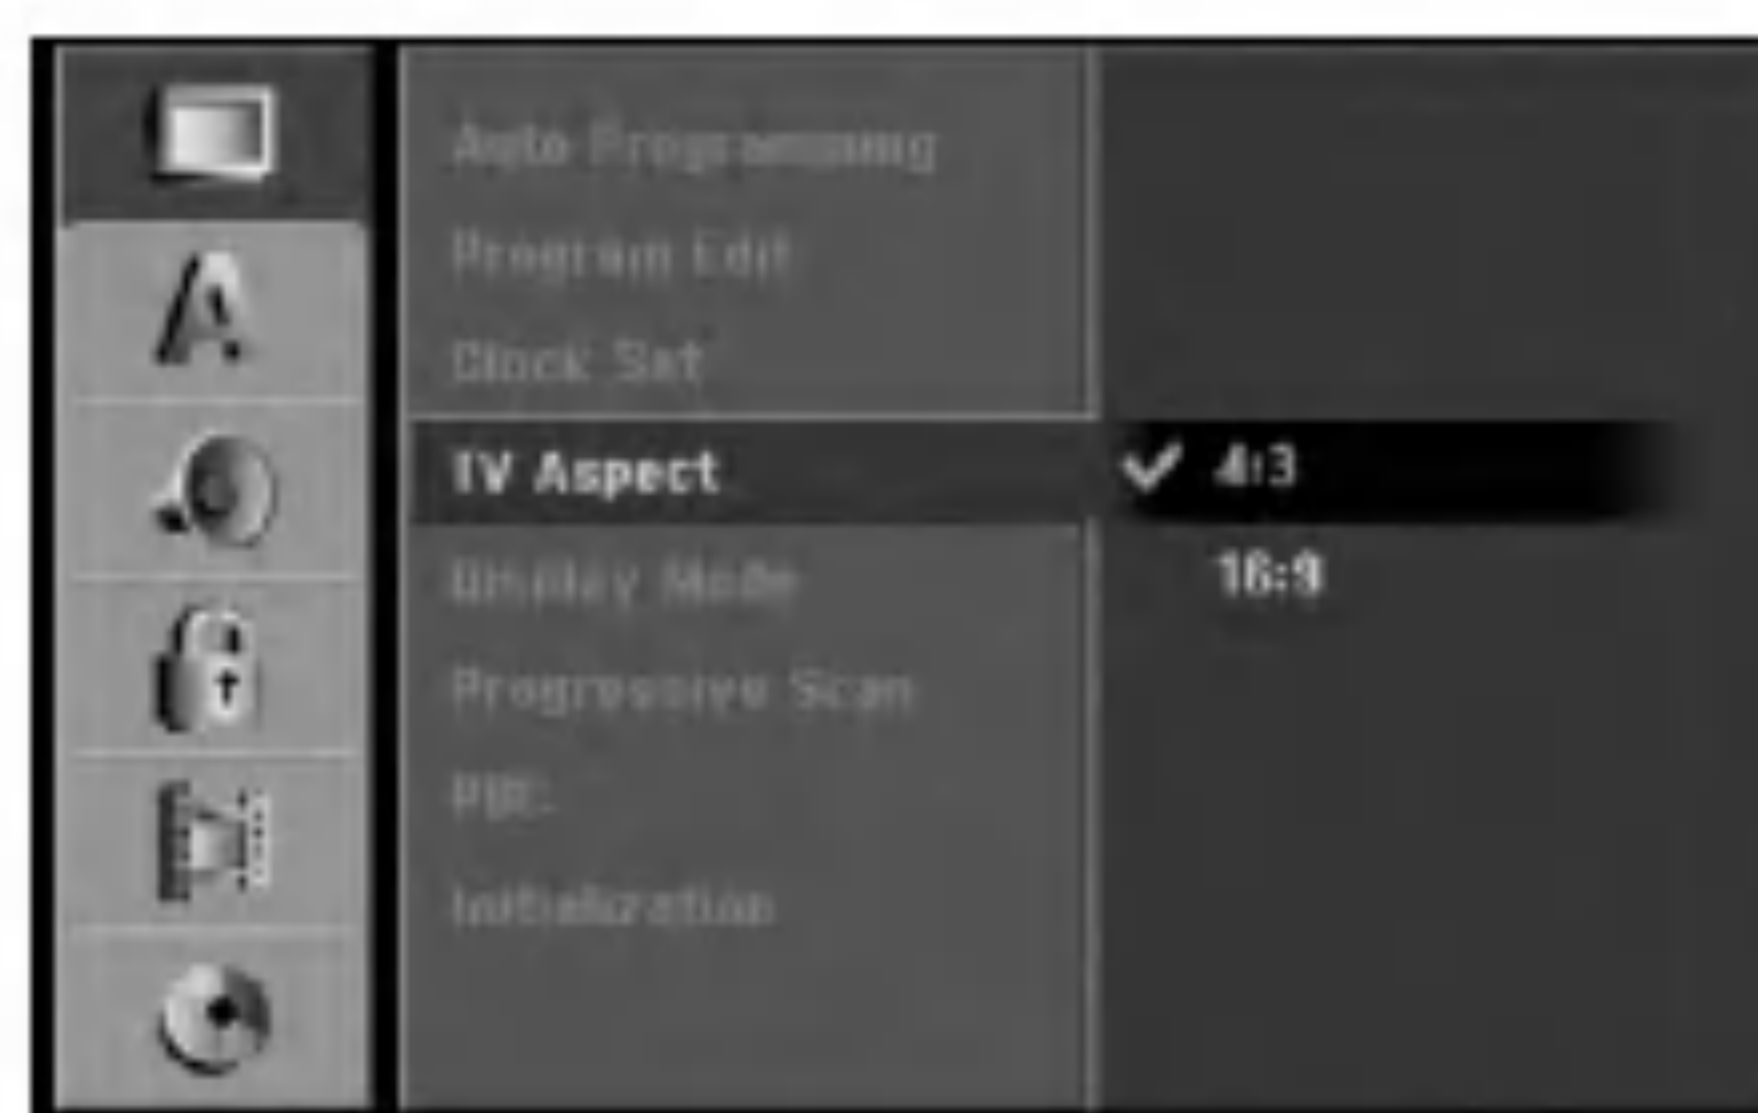 Auto Programming
Program Edit
Clock Set
TV Aspect
4:3
16:9
Display Mode
Progressive Scan
PBC
Initialization